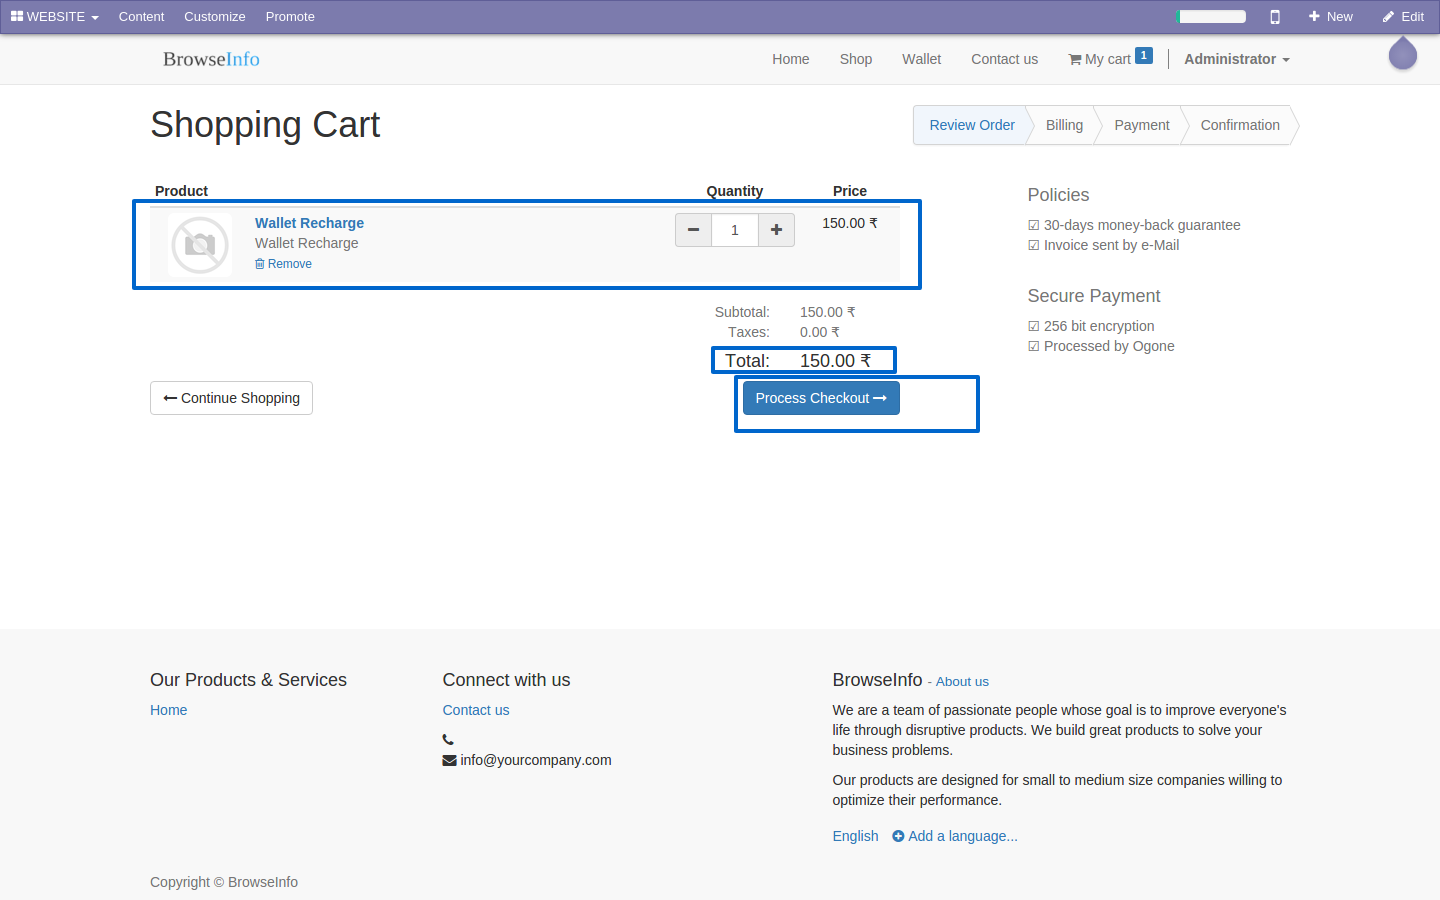 WEBSITE Content Customize Promote New Edit
BrowseInfo Home Shop Wallet Contact us My cart 1 Administrator
Shopping Cart
Review Order Billing Payment Confirmation
Product Quantity Price
Wallet Recharge 1 150.00 ₹
Wallet Recharge
Remove
Subtotal: 150.00 ₹
Taxes: 0.00 ₹
Total: 150.00 ₹
Continue Shopping Process Checkout
Policies
30-days money-back guarantee
Invoice sent by e-Mail
Secure Payment
256 bit encryption
Processed by Ogone
Our Products & Services
Home
Connect with us
Contact us
info@yourcompany.com
BrowseInfo - About us
We are a team of passionate people whose goal is to improve everyone's
life through disruptive products. We build great products to solve your
business problems.
Our products are designed for small to medium size companies willing to
optimize their performance.
English Add a language...
Copyright © BrowseInfo